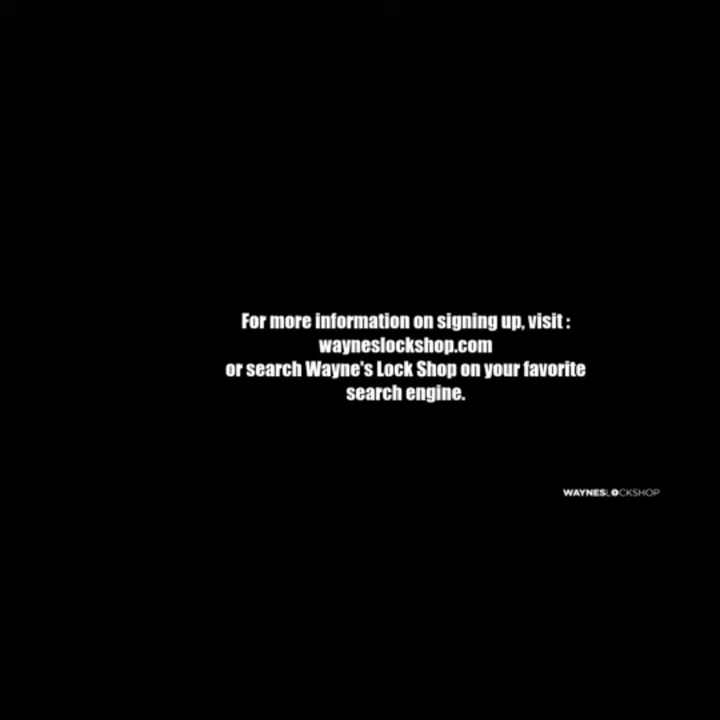 For more information on signing up, visit :
wayneslockshop.com
or search Wayne's Lock Shop on your favorite
search engine.
WAYNESLOCKSHOP